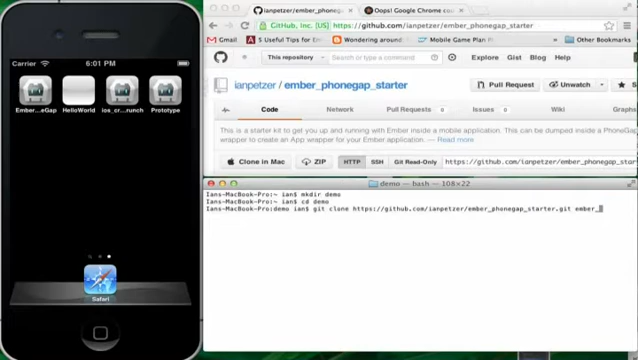 Carrier
6:01 PM
Ember...eGap
HelloWorld
ios_cr...runch
Prototype
Safari
ianpetzer/ember_phonegap_s
Oops! Google Chrome co
GitHub, Inc. [US]
https://github.com/ianpetzer/ember_phonegap_starter
Gmail
5 Useful Tips for Em
Wondering around:
Mobile Game Plan P
Other Bookmarks
This repository
Search or type a command
Explore
Gist
Blog
Help
ianpetzer / ember_phonegap_starter
Pull Request
Unwatch
Code
Network
Pull Requests 0
Issues 0
Wiki
Graphs
This is a starter kit to get you up and running with Ember inside a mobile application. This can be dumped inside a PhoneGap
wrapper to create an App wrapper for your Ember application. — Read more
Clone in Mac
ZIP
HTTP
SSH
Git Read-Only
https://github.com/ianpetzer/ember_phonegap_starter
demo — bash — 108×22
Ians-MacBook-Pro:~ ian$ mkdir demo
Ians-MacBook-Pro:~ ian$ cd demo
Ians-MacBook-Pro:demo ian$ git clone https://github.com/ianpetzer/ember_phonegap_starter.git ember_